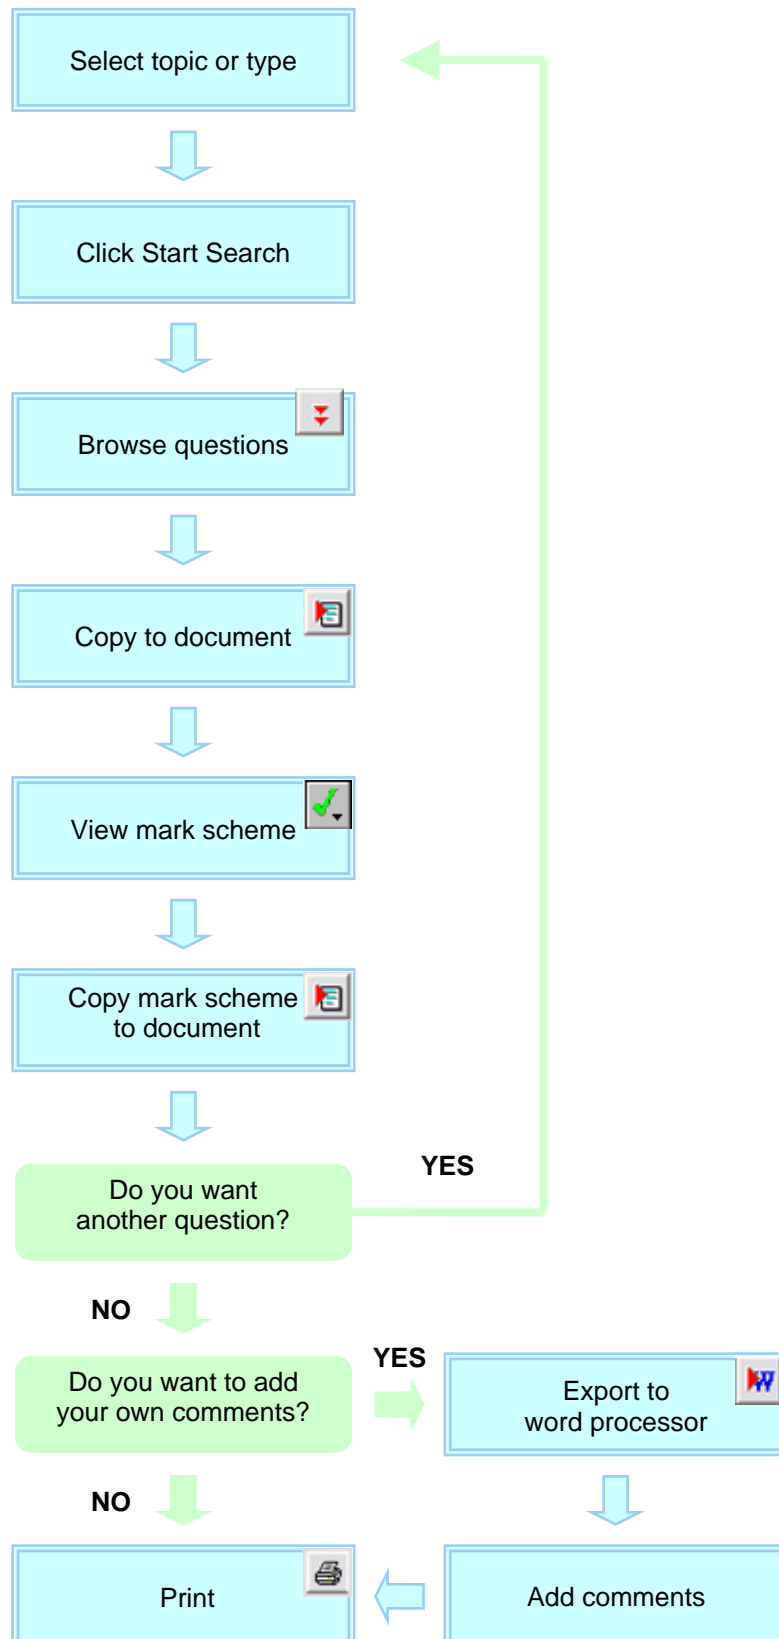 Select topic or type
Click Start Search
Browse questions
Copy to document
View mark scheme
Copy mark scheme
to document
YES
Do you want
another question?
NO
Do you want to add
your own comments?
YES
Export to
word processor
NO
Print
Add comments